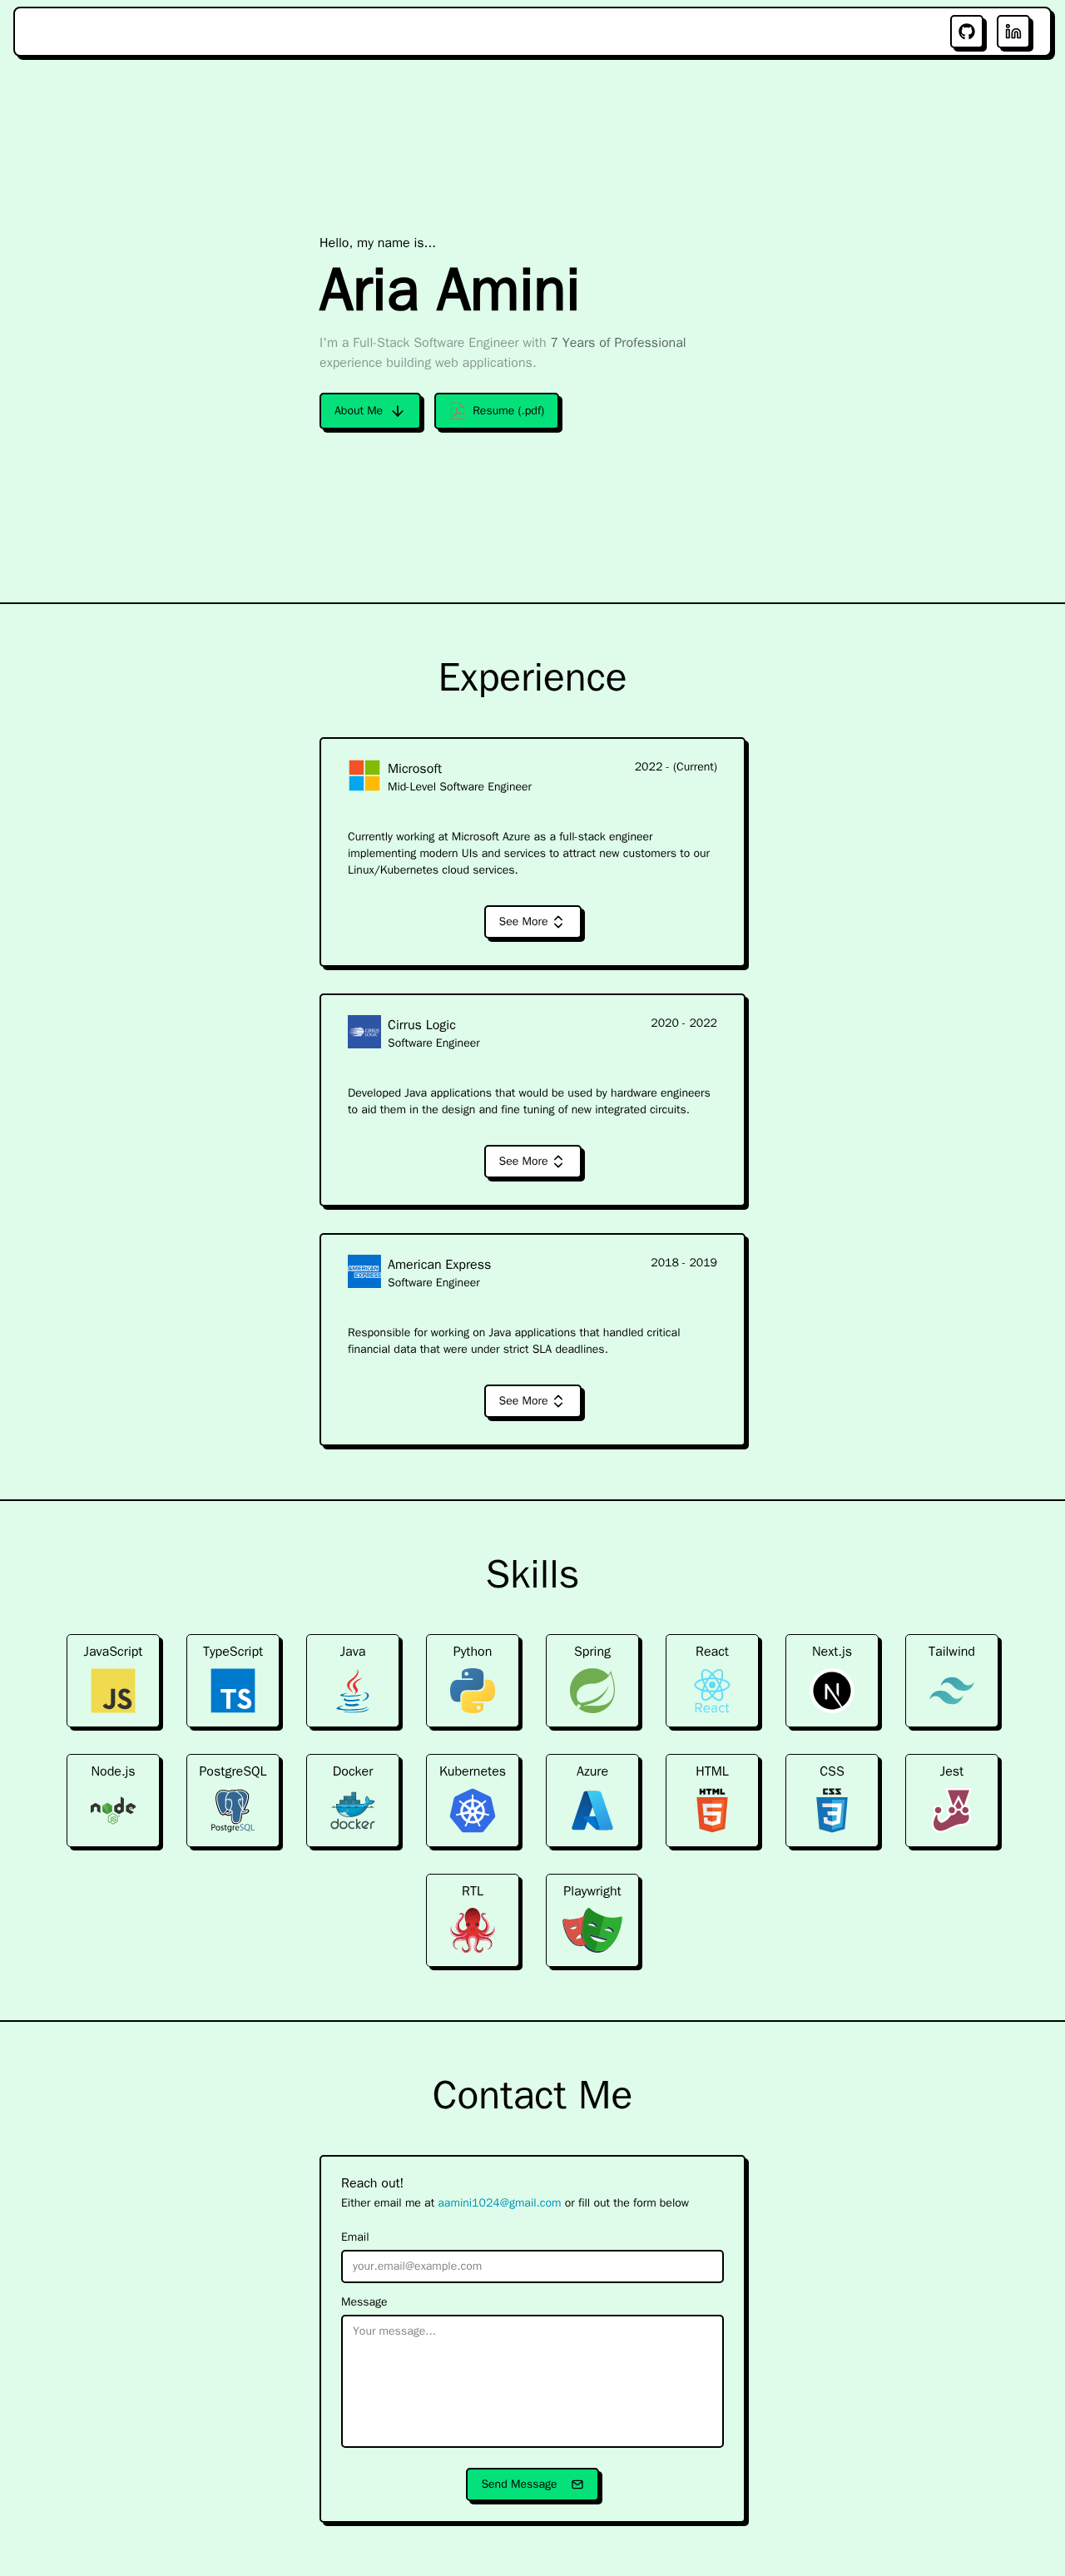 Hello, my name is...
Aria Amini
I'm a Full-Stack Software Engineer with 7 Years of Professional
experience building web applications.
About Me
Resume (.pdf)
Experience
Microsoft
2022 - (Current)
Mid-Level Software Engineer
Currently working at Microsoft Azure as a full-stack engineer
implementing modern UIs and services to attract new customers to our
Linux/Kubernetes cloud services.
See More
Cirrus Logic
2020 - 2022
CIRRUS LOGIC
Software Engineer
Developed Java applications that would be used by hardware engineers
to aid them in the design and fine tuning of new integrated circuits.
See More
American Express
2018 - 2019
AMERICAN EXPRESS
Software Engineer
Responsible for working on Java applications that handled critical
financial data that were under strict SLA deadlines.
See More
Skills
JavaScript TypeScript Java Python Spring React Next.js Tailwind
JS TS N
React
Node.js PostgreSQL Docker Kubernetes Azure HTML CSS Jest
node PostgreSQL docker HTML 5 CSS 3
RTL Playwright
Contact Me
Reach out!
Either email me at aamini1024@gmail.com or fill out the form below
Email
your.email@example.com
Message
Your message...
Send Message